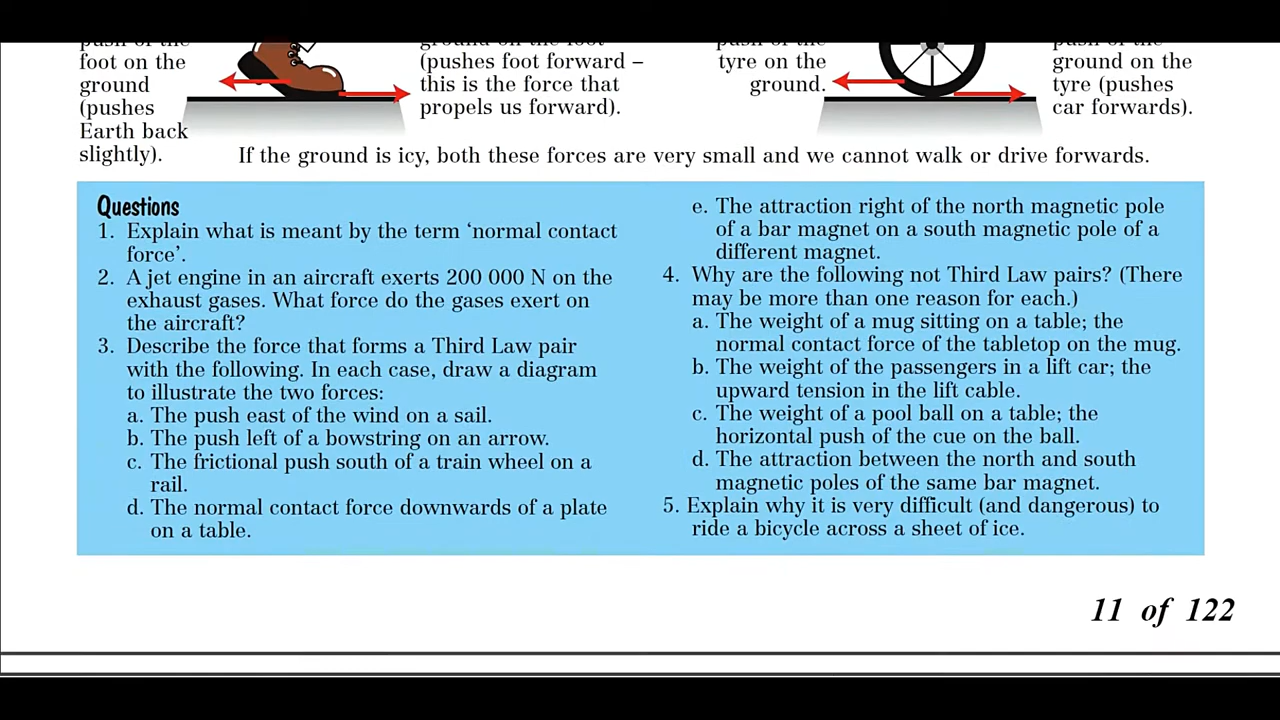 foot on the
ground
(pushes
Earth back
slightly).
(pushes foot forward –
this is the force that
propels us forward).
tyre on the
ground.
ground on the
tyre (pushes
car forwards).
If the ground is icy, both these forces are very small and we cannot walk or drive forwards.
Questions
1. Explain what is meant by the term ‘normal contact
force’.
2. A jet engine in an aircraft exerts 200 000 N on the
exhaust gases. What force do the gases exert on
the aircraft?
3. Describe the force that forms a Third Law pair
with the following. In each case, draw a diagram
to illustrate the two forces:
a. The push east of the wind on a sail.
b. The push left of a bowstring on an arrow.
c. The frictional push south of a train wheel on a
rail.
d. The normal contact force downwards of a plate
on a table.
e. The attraction right of the north magnetic pole
of a bar magnet on a south magnetic pole of a
different magnet.
4. Why are the following not Third Law pairs? (There
may be more than one reason for each.)
a. The weight of a mug sitting on a table; the
normal contact force of the tabletop on the mug.
b. The weight of the passengers in a lift car; the
upward tension in the lift cable.
c. The weight of a pool ball on a table; the
horizontal push of the cue on the ball.
d. The attraction between the north and south
magnetic poles of the same bar magnet.
5. Explain why it is very difficult (and dangerous) to
ride a bicycle across a sheet of ice.
11 of 122